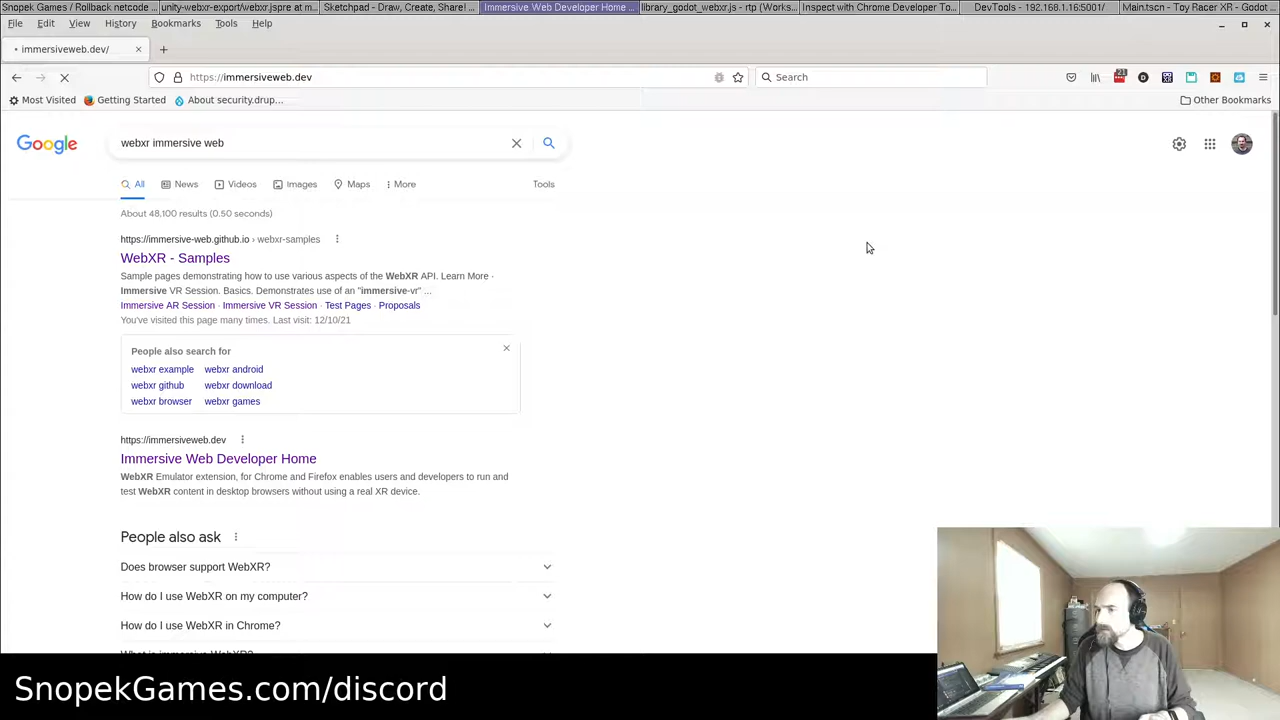 Snopek Games / Rollback netcode ...
unity-webxr-export/webxr.jspre at m...
Sketchpad - Draw, Create, Share! ...
Immersive Web Developer Home ...
library_godot_webxr.js - rtp (Works...
Inspect with Chrome Developer To...
DevTools - 192.168.1.16:5001/
Main.tscn - Toy Racer XR - Godot ...
File Edit View History Bookmarks Tools Help
immersiveweb.dev/
https://immersiveweb.dev
Search
21
Most Visited Getting Started About security.drup... Other Bookmarks
Google
webxr immersive web
All News Videos Images Maps More Tools
About 48,100 results (0.50 seconds)
https://immersive-web.github.io › webxr-samples
WebXR - Samples
Sample pages demonstrating how to use various aspects of the WebXR API. Learn More ·
Immersive VR Session. Basics. Demonstrates use of an "immersive-vr" ...
Immersive AR Session · Immersive VR Session · Test Pages · Proposals
You've visited this page many times. Last visit: 12/10/21
People also search for
webxr example webxr android
webxr github webxr download
webxr browser webxr games
https://immersiveweb.dev
Immersive Web Developer Home
WebXR Emulator extension, for Chrome and Firefox enables users and developers to run and
test WebXR content in desktop browsers without using a real XR device.
People also ask
Does browser support WebXR?
How do I use WebXR on my computer?
How do I use WebXR in Chrome?
What is immersive WebXR?
SnopekGames.com/discord